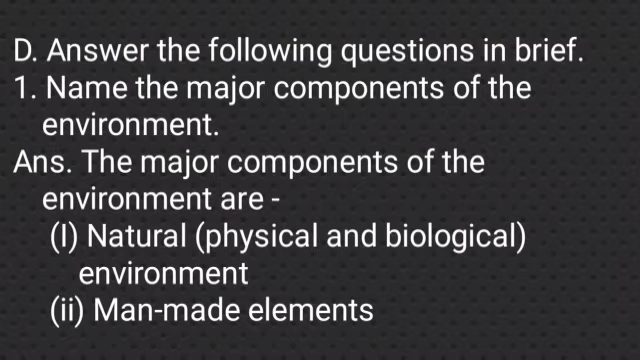 D. Answer the following questions in brief.
1. Name the major components of the
environment.
Ans. The major components of the
environment are -
(I) Natural (physical and biological)
environment
(ii) Man-made elements